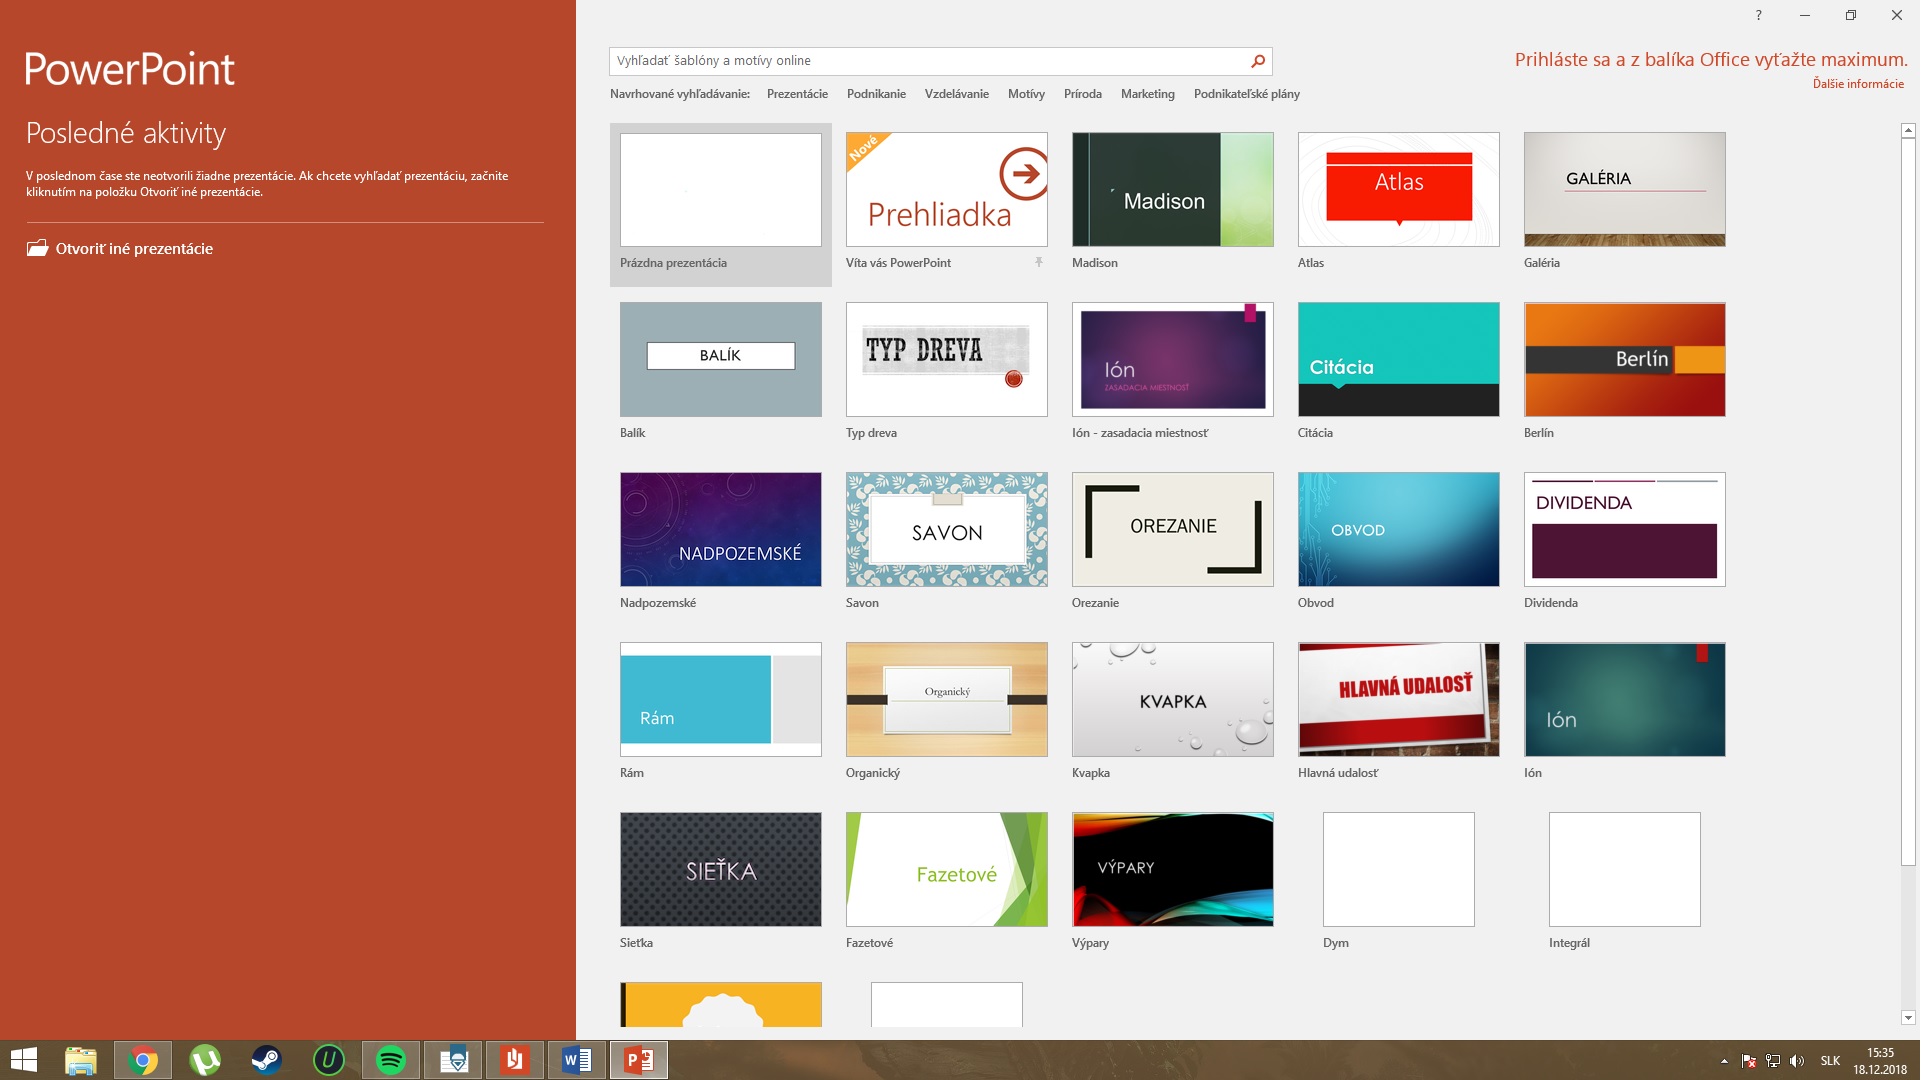 PowerPoint
Posledné aktivity
V poslednom čase ste neotvorili žiadne prezentácie. Ak chcete vyhľadať prezentáciu, začnite
kliknutím na položku Otvoriť iné prezentácie.
Otvoriť iné prezentácie
?
Vyhľadať šablóny a motívy online
Prihláste sa a z balíka Office vyťažte maximum.
Ďalšie informácie
Navrhované vyhľadávanie: Prezentácie Podnikanie Vzdelávanie Motívy Príroda Marketing Podnikateľské plány
Nové
Prehliadka
Madison
Atlas
GALÉRIA
Prázdna prezentácia
Víta vás PowerPoint
Madison
Atlas
Galéria
BALÍK
TYP DREVA
Ión
ZASADACIA MIESTNOSŤ
Citácia
Berlín
Balík
Typ dreva
Ión - zasadacia miestnosť
Citácia
Berlín
NADPOZEMSKÉ
SAVON
OREZANIE
OBVOD
DIVIDENDA
Nadpozemské
Savon
Orezanie
Obvod
Dividenda
Rám
Organický
KVAPKA
HLAVNÁ UDALOSŤ
Ión
Rám
Organický
Kvapka
Hlavná udalosť
Ión
SIEŤKA
Fazetové
VÝPARY
Sieťka
Fazetové
Výpary
Dym
Integrál
SLK
15:35
18.12.2018